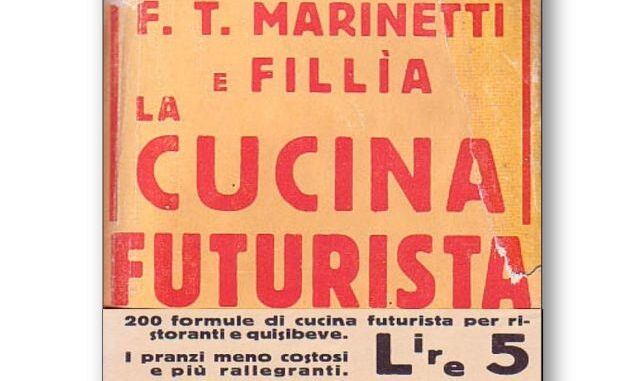 F. T. MARINETTI
E FILLÌA
LA
CUCINA
FUTURISTA
200 formule di cucina futurista per ri-
storanti e quisibeve.
I pranzi meno costosi
e più rallegranti.
Lire 5